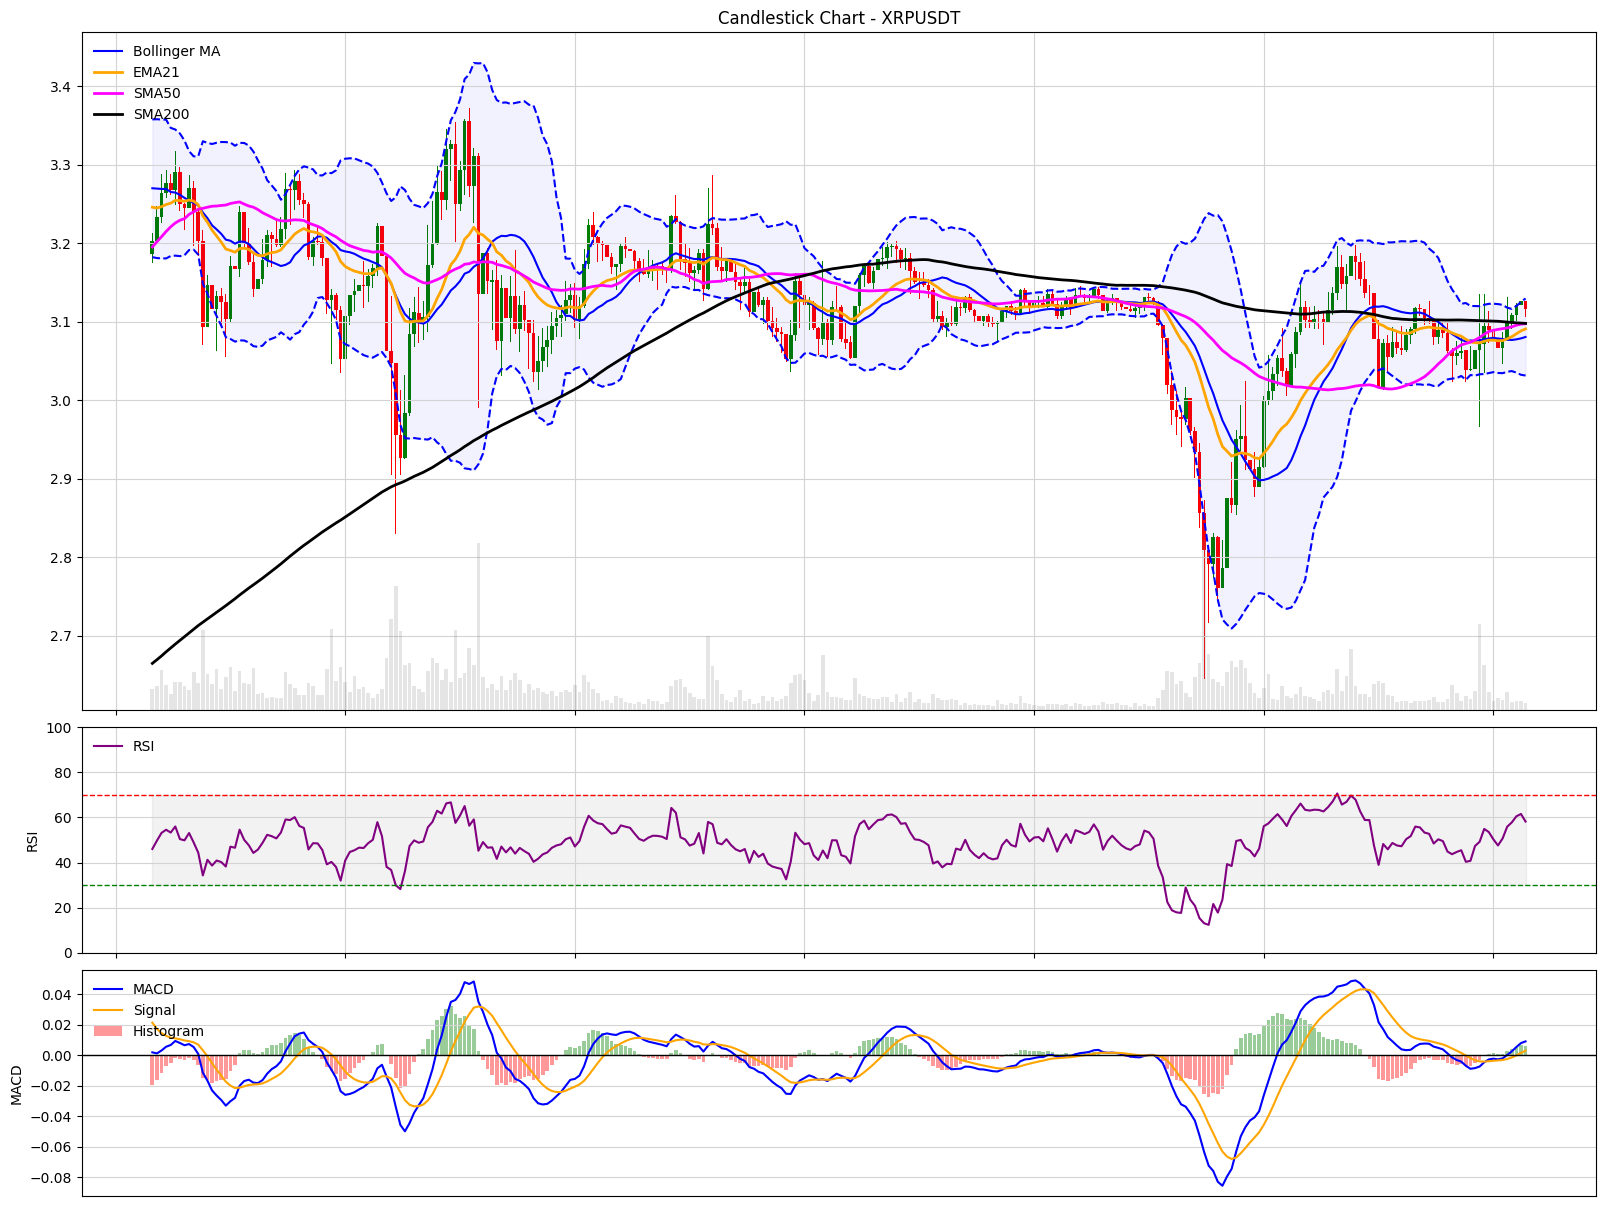 Candlestick Chart - XRPUSDT
Bollinger MA
EMA21
SMA50
SMA200
3.4
3.3
3.2
3.1
3.0
2.9
2.8
2.7
RSI
100
80
60
40
20
0
RSI
MACD
Signal
Histogram
0.04
0.02
0.00
−0.02
−0.04
−0.06
−0.08
MACD